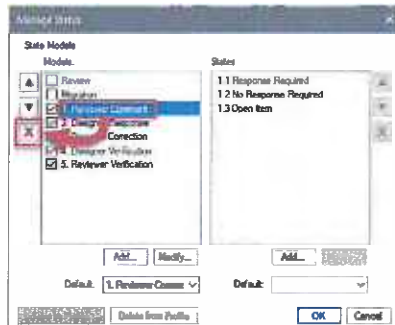 Manage Status
State Models
Models: States
Review
Migration
1. Reviewer Comment
2. Designer Response
Correction
4. Designer Verification
5. Reviewer Verification
1.1 Response Required
1.2 No Response Required
1.3 Open Item
X
Add... Modify... Add...
Default: 1. Reviewer Comme Default:
Delete from Profile OK Cancel